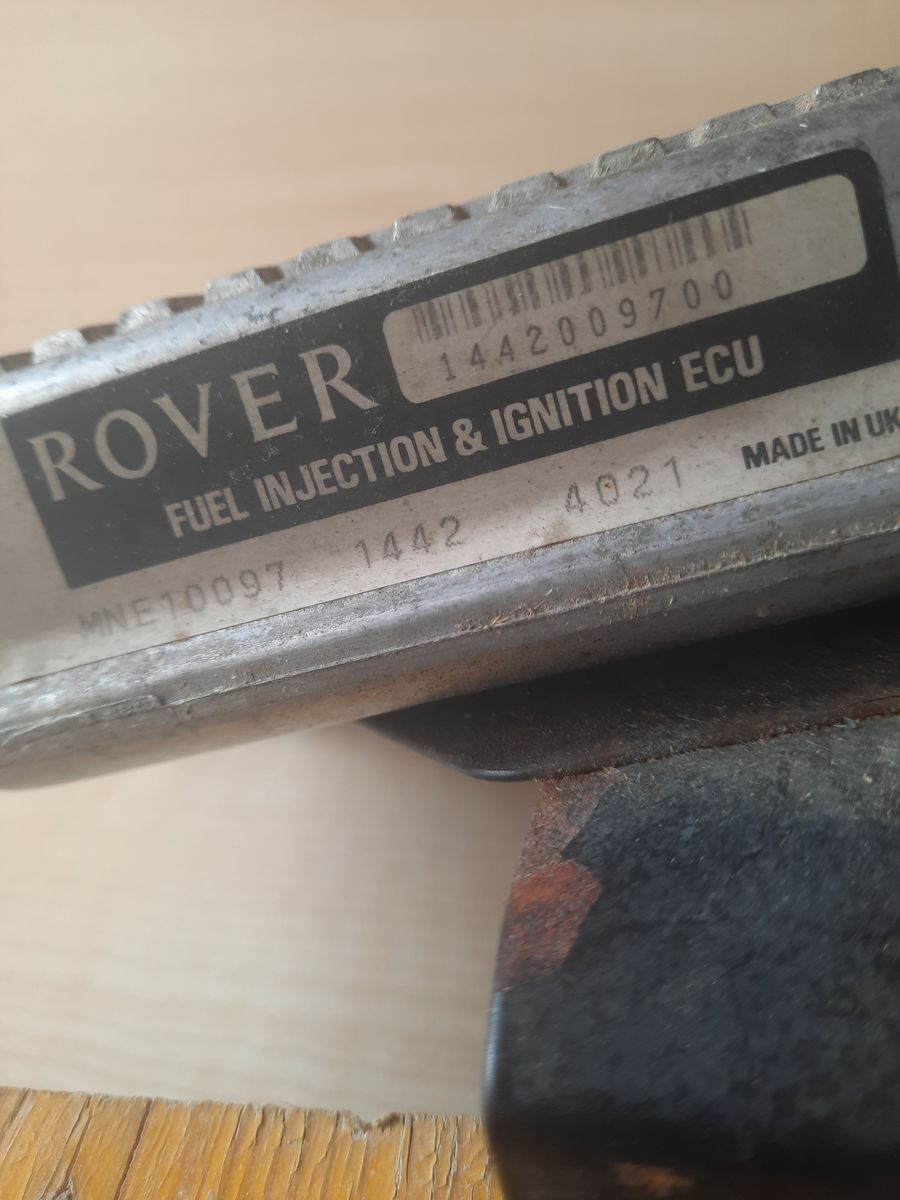 1442009700
ROVER
FUEL INJECTION & IGNITION ECU
MNE10097 1442 4021 MADE IN UK